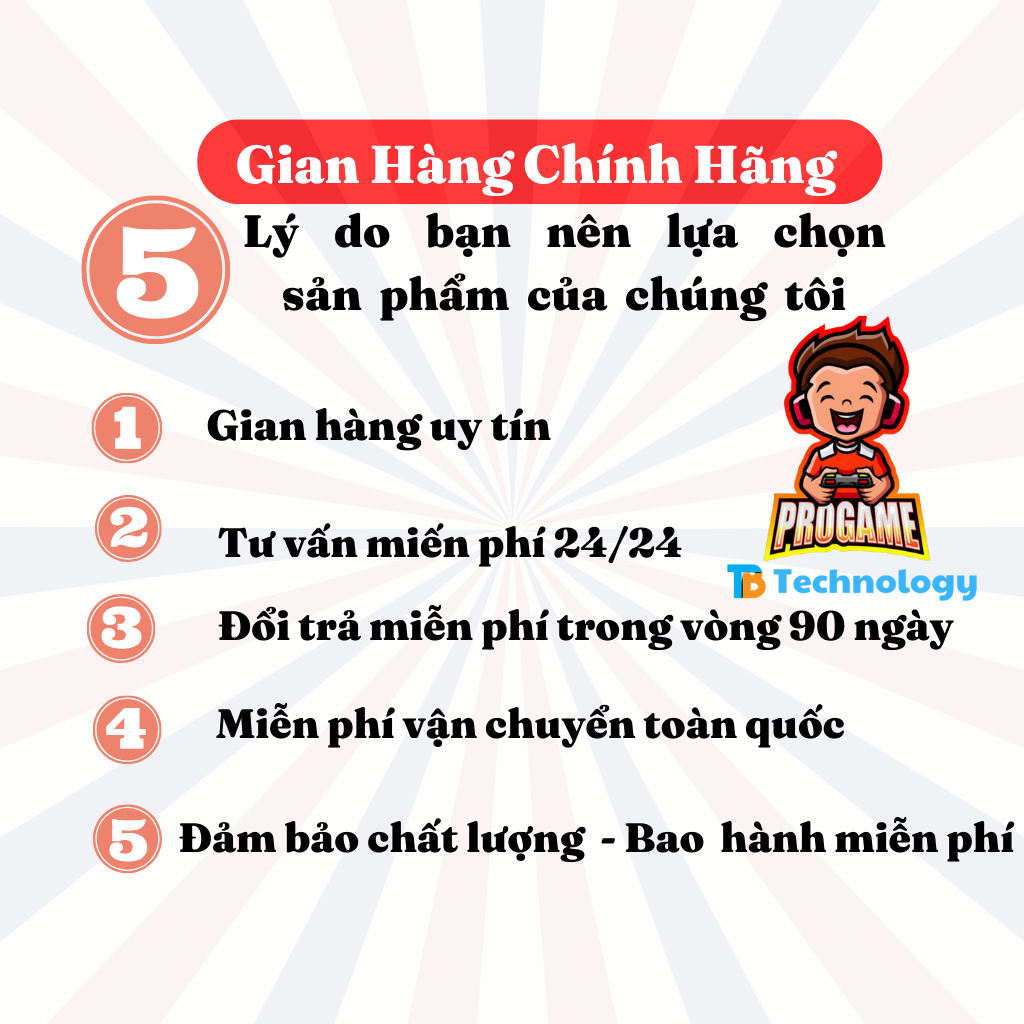 Gian Hàng Chính Hãng
5
Lý do bạn nên lựa chọn
sản phẩm của chúng tôi
1 Gian hàng uy tín
2 Tư vấn miến phí 24/24
PROGAME
TB Technology
3 Đổi trả miễn phí trong vòng 90 ngày
4 Miễn phí vận chuyển toàn quốc
5 Đảm bảo chất lượng - Bao hành miễn phí